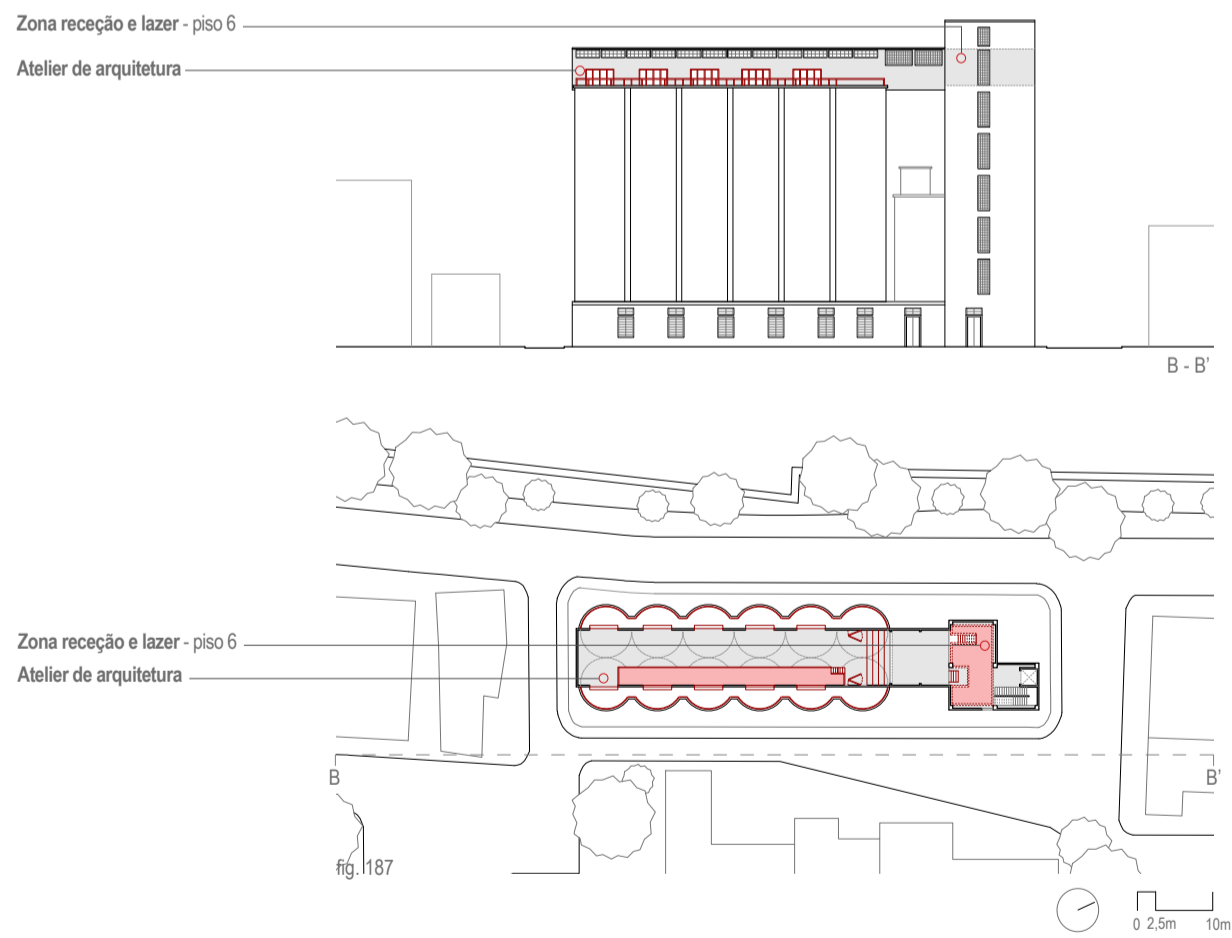 Zona receção e lazer - piso 6
Atelier de arquitetura
B - B'
Zona receção e lazer - piso 6
Atelier de arquitetura
B B'
fig. 187
0 2,5m 10m